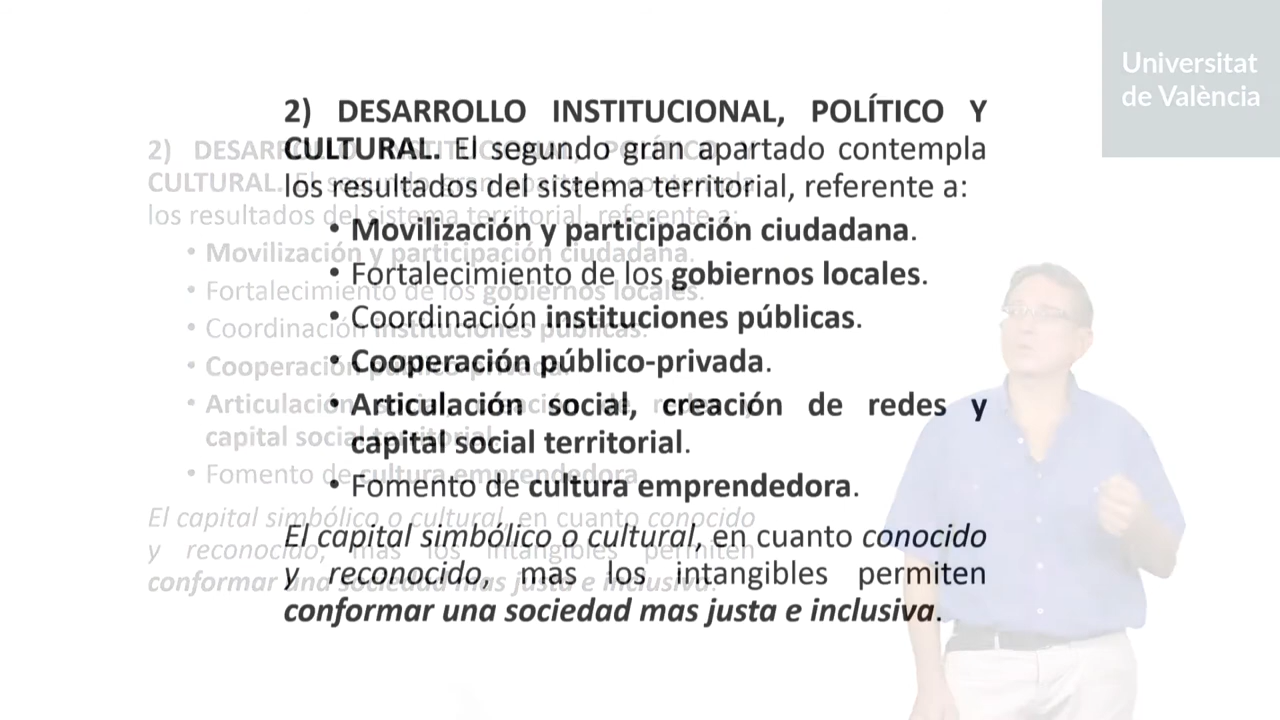 Universitat
de València
2) DESARROLLO INSTITUCIONAL, POLÍTICO Y
CULTURAL. El segundo gran apartado contempla
los resultados del sistema territorial, referente a:
• Movilización y participación ciudadana.
• Fortalecimiento de los gobiernos locales.
• Coordinación instituciones públicas.
• Cooperación público-privada.
• Articulación social, creación de redes y
capital social territorial.
• Fomento de cultura emprendedora.
El capital simbólico o cultural, en cuanto conocido
y reconocido, mas los intangibles permiten
conformar una sociedad mas justa e inclusiva.